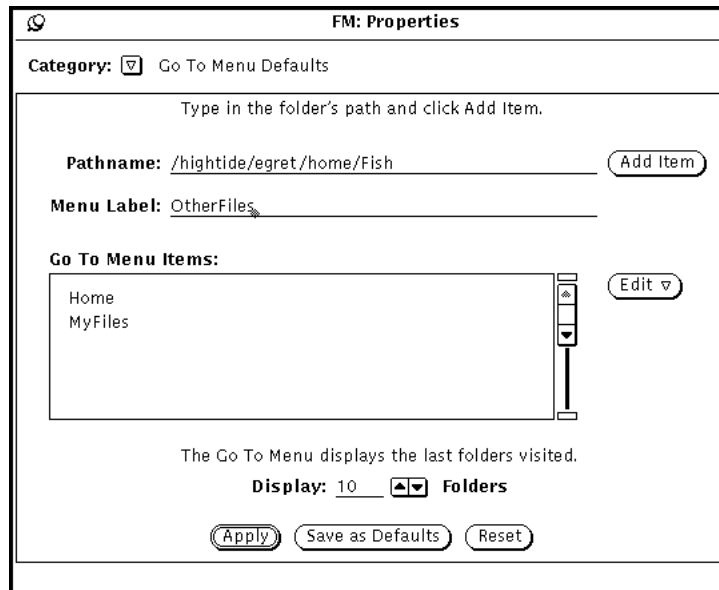 FM: Properties
Category: Go To Menu Defaults
Type in the folder's path and click Add Item.
Pathname: /hightide/egret/home/Fish Add Item
Menu Label: OtherFiles
Go To Menu Items:
Edit
Home
MyFiles
The Go To Menu displays the last folders visited.
Display: 10 Folders
Apply Save as Defaults Reset